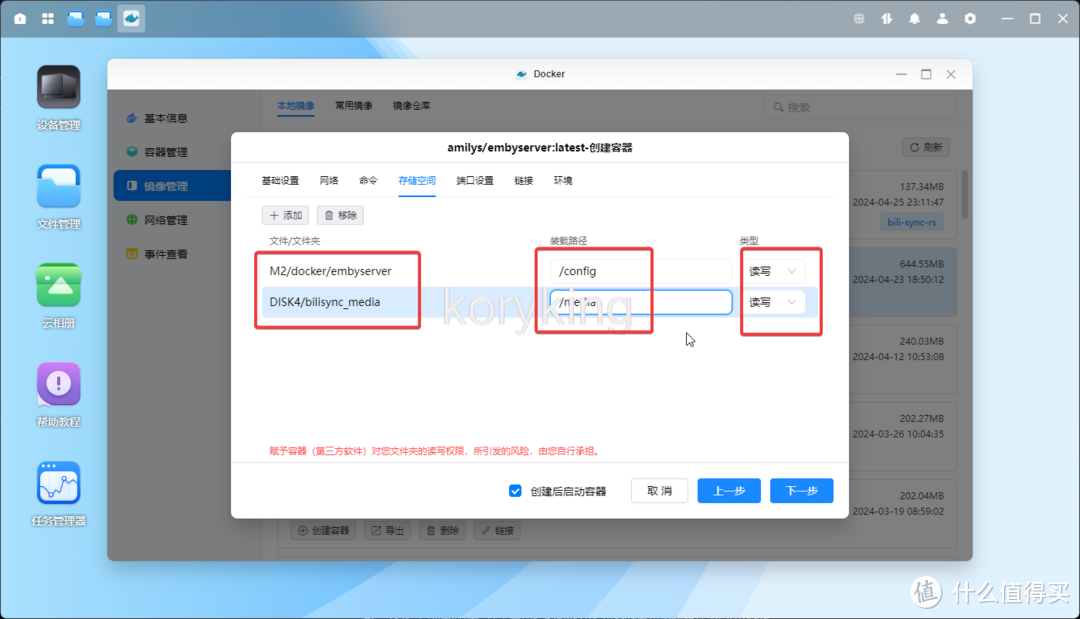 Docker
设备管理
文件管理
云相册
帮助教程
任务管理器
基本信息
容器管理
镜像管理
网络管理
事件查看
本地镜像 常用镜像 镜像仓库
搜索
刷新
137.34MB
2024-04-25 23:11:47
bili-sync-rs
644.55MB
2024-04-23 18:50:12
240.03MB
2024-04-12 10:53:08
202.27MB
2024-03-26 10:04:35
202.04MB
2024-03-19 08:59:02
amilys/embyserver:latest-创建容器
基础设置 网络 命令 存储空间 端口设置 链接 环境
添加 移除
文件/文件夹 装载路径 类型
M2/docker/embyserver /config 读写
DISK4/bilisync_media /media 读写
koryking
赋予容器（第三方软件）对您文件夹的读写权限，所引发的风险，由您自行承担。
创建后启动容器 取 消 上一步 下一步
创建容器 导出 删除 链接
值 什么值得买